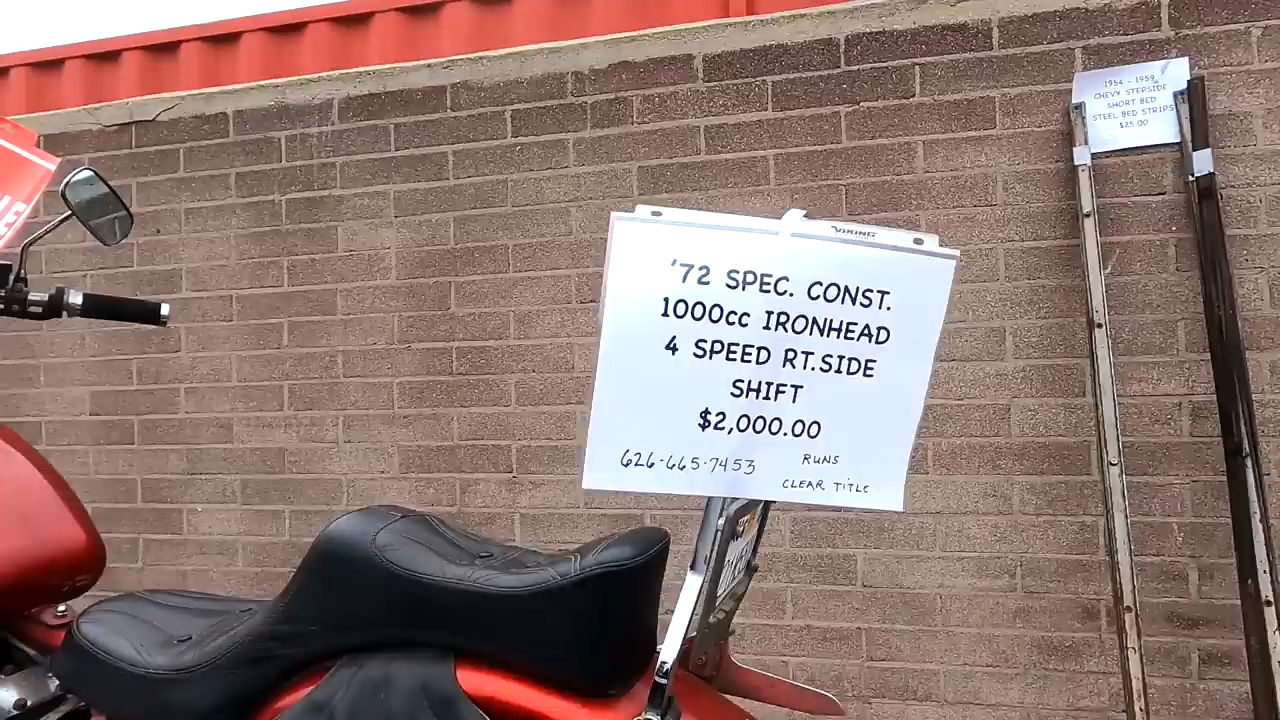 1954 - 1959
CHEVY STEPSIDE
SHORT BED
STEEL BED STRIPS
$25.00
VIKING
'72 SPEC. CONST.
1000cc IRONHEAD
4 SPEED RT.SIDE
SHIFT
$2,000.00
626-665-7453
RUNS
CLEAR TITLE